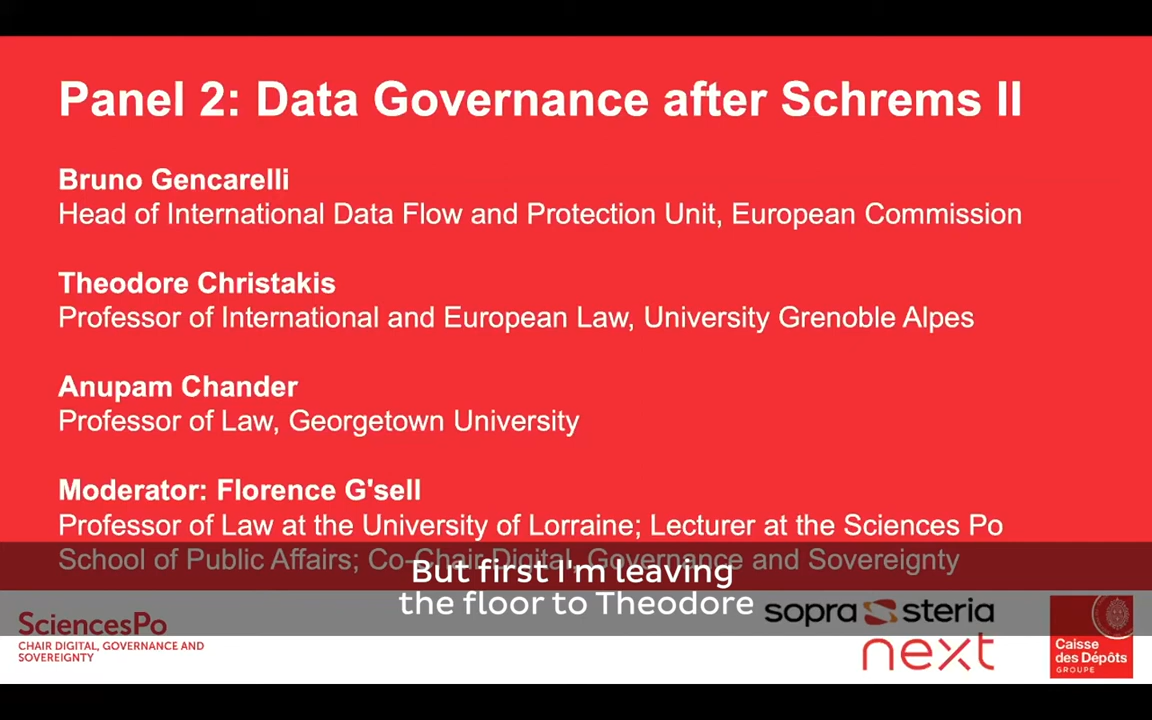 Panel 2: Data Governance after Schrems II
Bruno Gencarelli
Head of International Data Flow and Protection Unit, European Commission
Theodore Christakis
Professor of International and European Law, University Grenoble Alpes
Anupam Chander
Professor of Law, Georgetown University
Moderator: Florence G'sell
Professor of Law at the University of Lorraine; Lecturer at the Sciences Po
School of Public Affairs; Co-Chair Digital, Governance and Sovereignty
But first I'm leaving
the floor to Theodore
SciencesPo
CHAIR DIGITAL, GOVERNANCE AND
SOVEREIGNTY
sopra steria
next
Caisse
des Dépôts
GROUPE